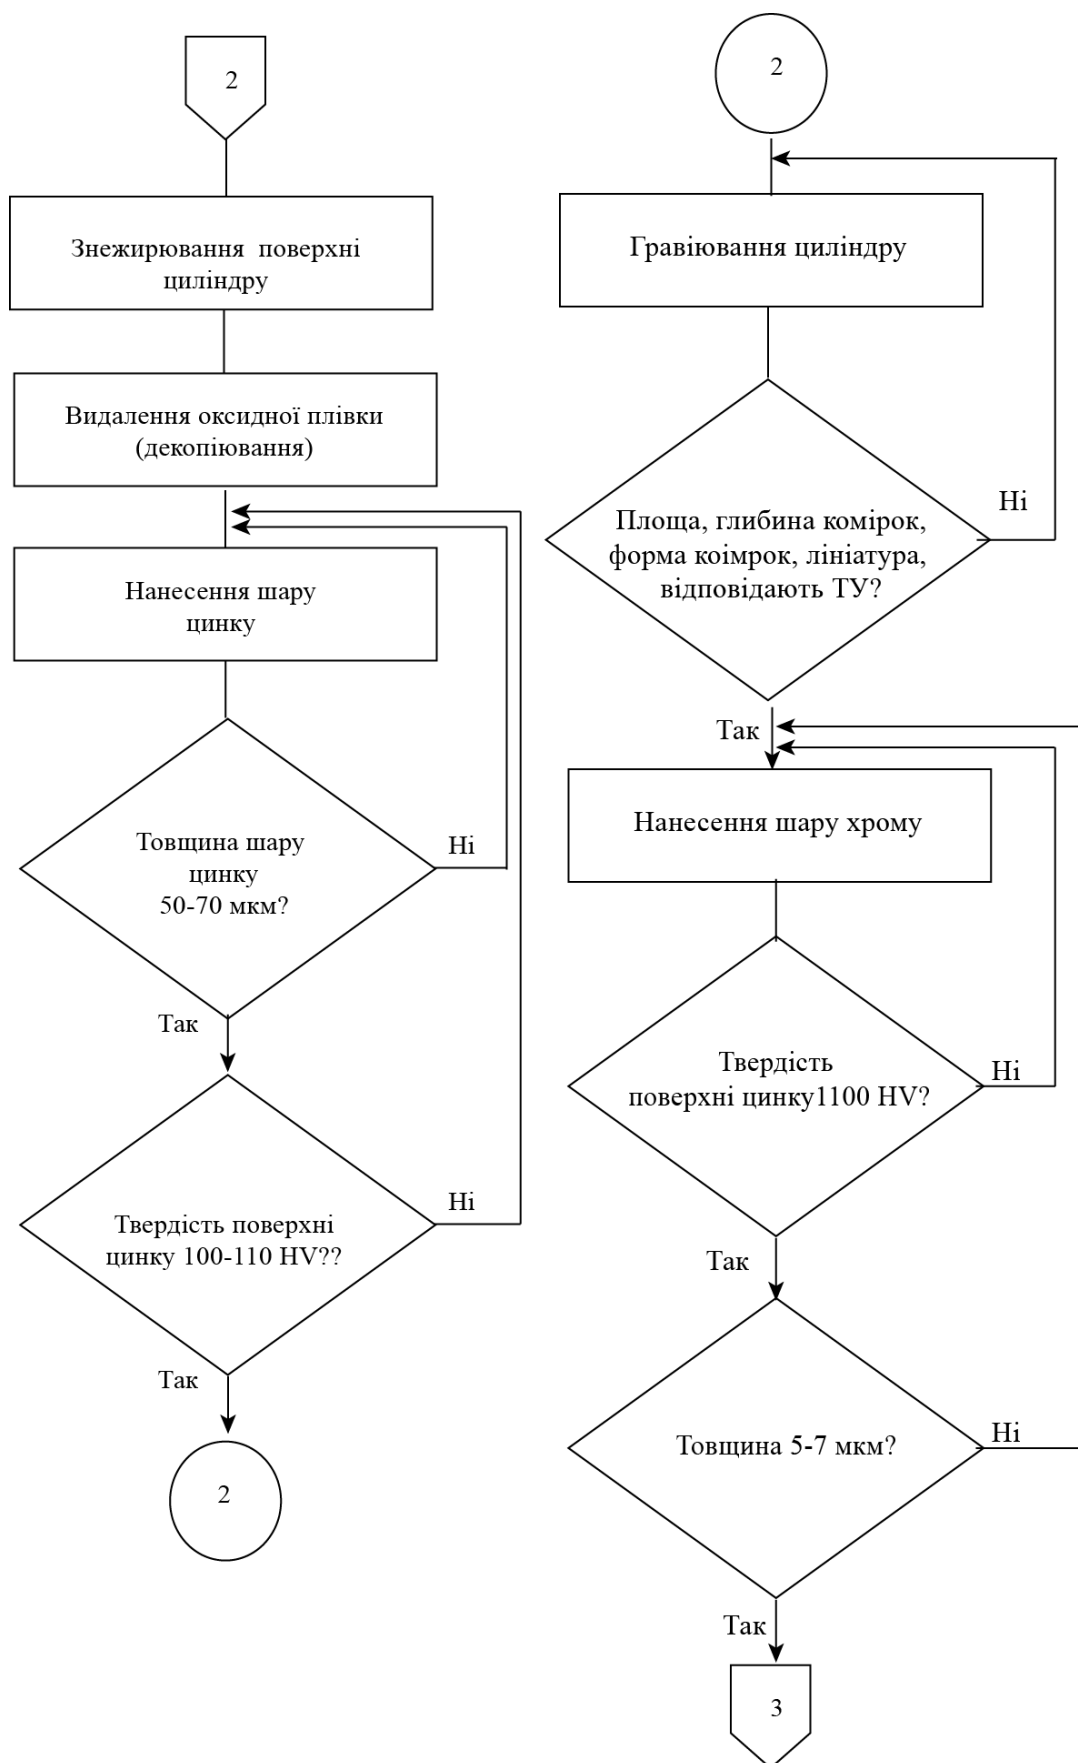 2
Знежирювання поверхні
циліндру
Видалення оксидної плівки
(декопіювання)
Нанесення шару
цинку
Товщина шару
цинку
50-70 мкм?
Ні
Так
Твердість поверхні
цинку 100-110 HV??
Ні
Так
2
2
Гравіювання циліндру
Площа, глибина комірок,
форма коімрок, лініатура,
відповідають ТУ?
Ні
Так
Нанесення шару хрому
Твердість
поверхні цинку1100 HV?
Ні
Так
Товщина 5-7 мкм?
Ні
Так
3